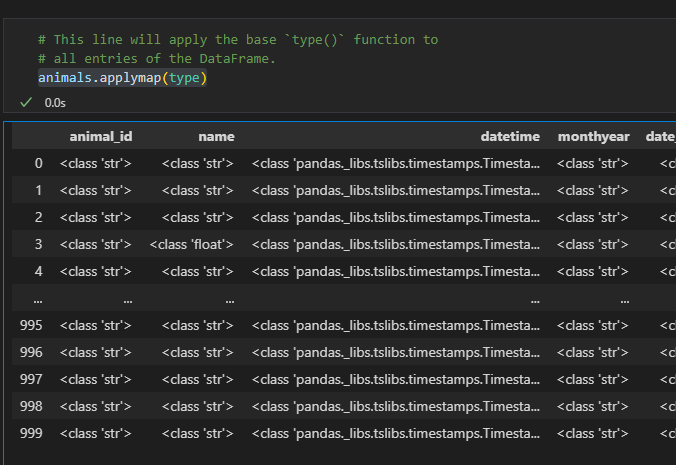 # This line will apply the base `type()` function to
# all entries of the DataFrame.
animals.applymap(type)
0.0s
animal_id name datetime monthyear date_
0 <class 'str'> <class 'str'> <class 'pandas._libs.tslibs.timestamps.Timesta... <class 'str'> <c
1 <class 'str'> <class 'str'> <class 'pandas._libs.tslibs.timestamps.Timesta... <class 'str'> <c
2 <class 'str'> <class 'str'> <class 'pandas._libs.tslibs.timestamps.Timesta... <class 'str'> <c
3 <class 'str'> <class 'float'> <class 'pandas._libs.tslibs.timestamps.Timesta... <class 'str'> <c
4 <class 'str'> <class 'str'> <class 'pandas._libs.tslibs.timestamps.Timesta... <class 'str'> <c
... ... ... ... ...
995 <class 'str'> <class 'str'> <class 'pandas._libs.tslibs.timestamps.Timesta... <class 'str'> <c
996 <class 'str'> <class 'str'> <class 'pandas._libs.tslibs.timestamps.Timesta... <class 'str'> <c
997 <class 'str'> <class 'str'> <class 'pandas._libs.tslibs.timestamps.Timesta... <class 'str'> <c
998 <class 'str'> <class 'str'> <class 'pandas._libs.tslibs.timestamps.Timesta... <class 'str'> <c
999 <class 'str'> <class 'str'> <class 'pandas._libs.tslibs.timestamps.Timesta... <class 'str'> <c